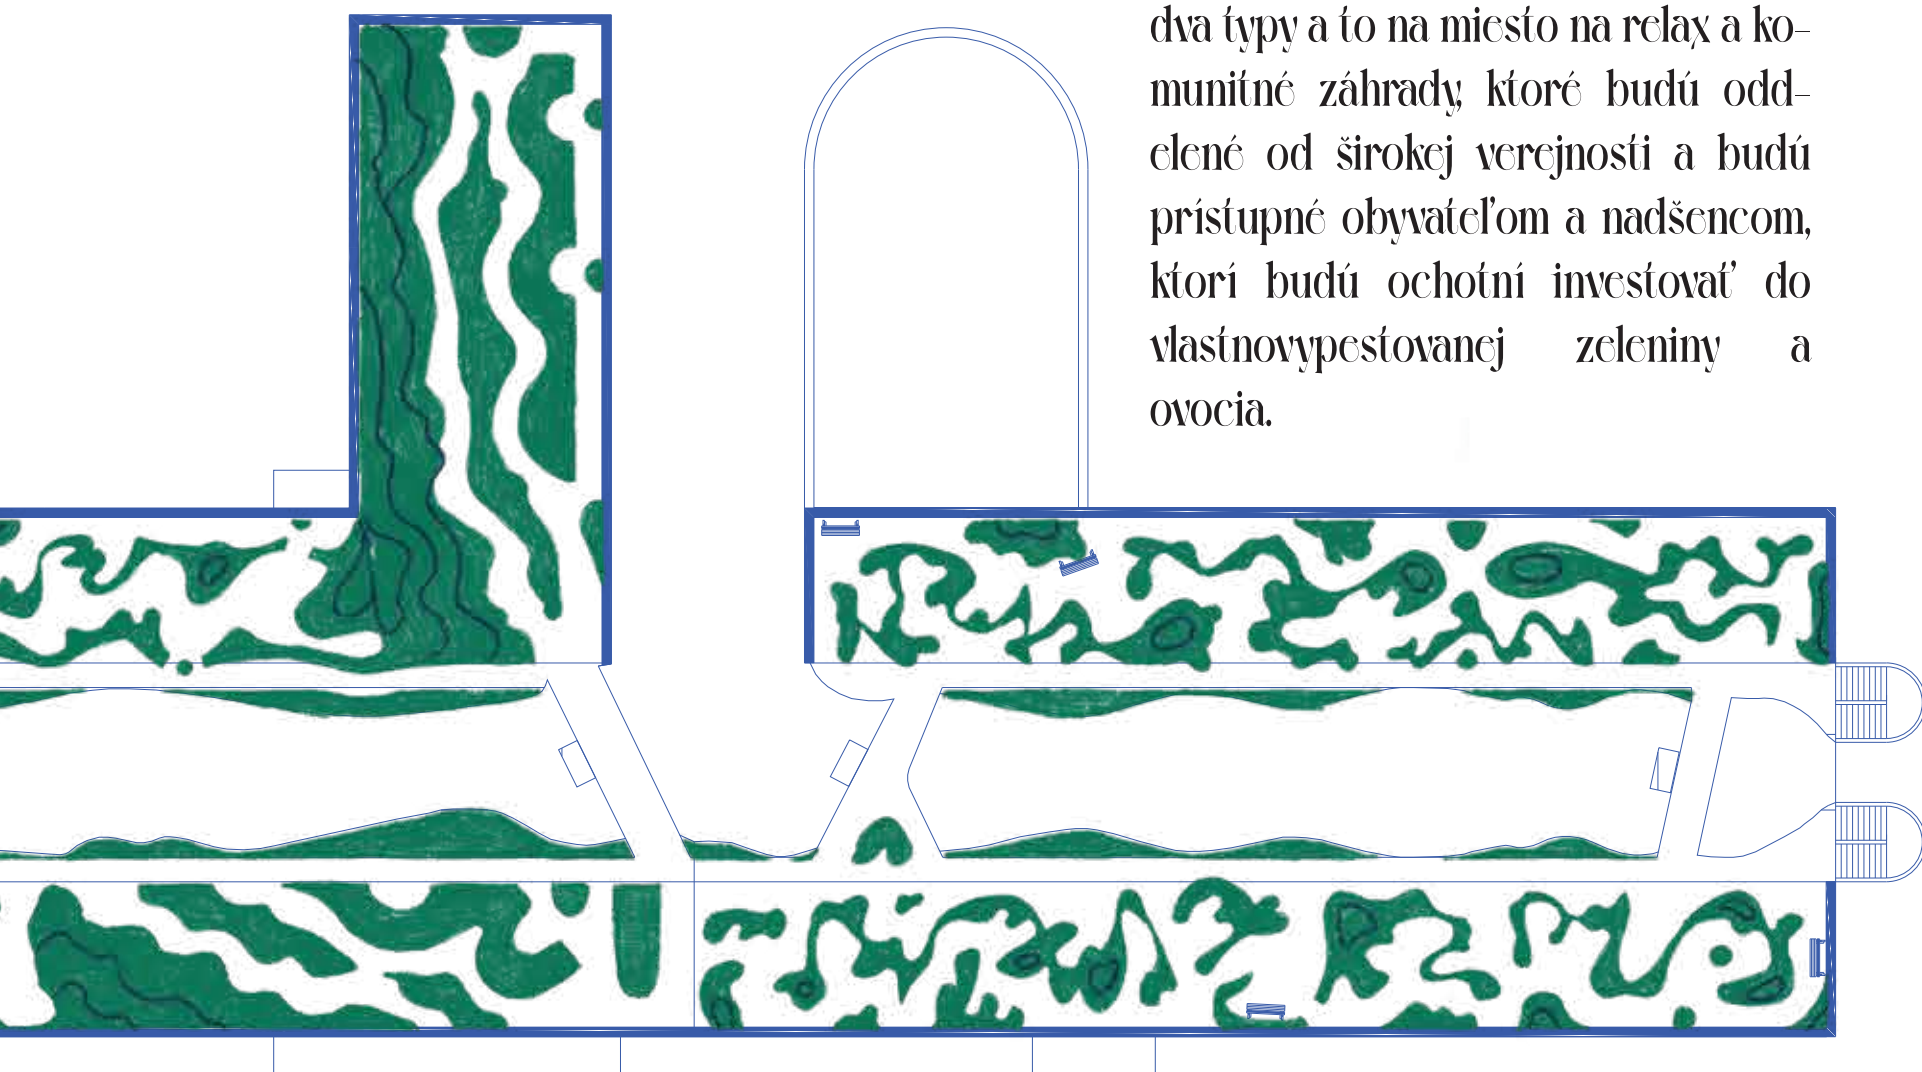 dva typy a to na miesto na relax a ko-
munitné záhrady, ktoré budú odd-
elené od širokej verejnosti a budú
prístupné obyvateľom a nadšencom,
ktorí budú ochotní investovať do
vlastnovypestovanej zeleniny a
ovocia.